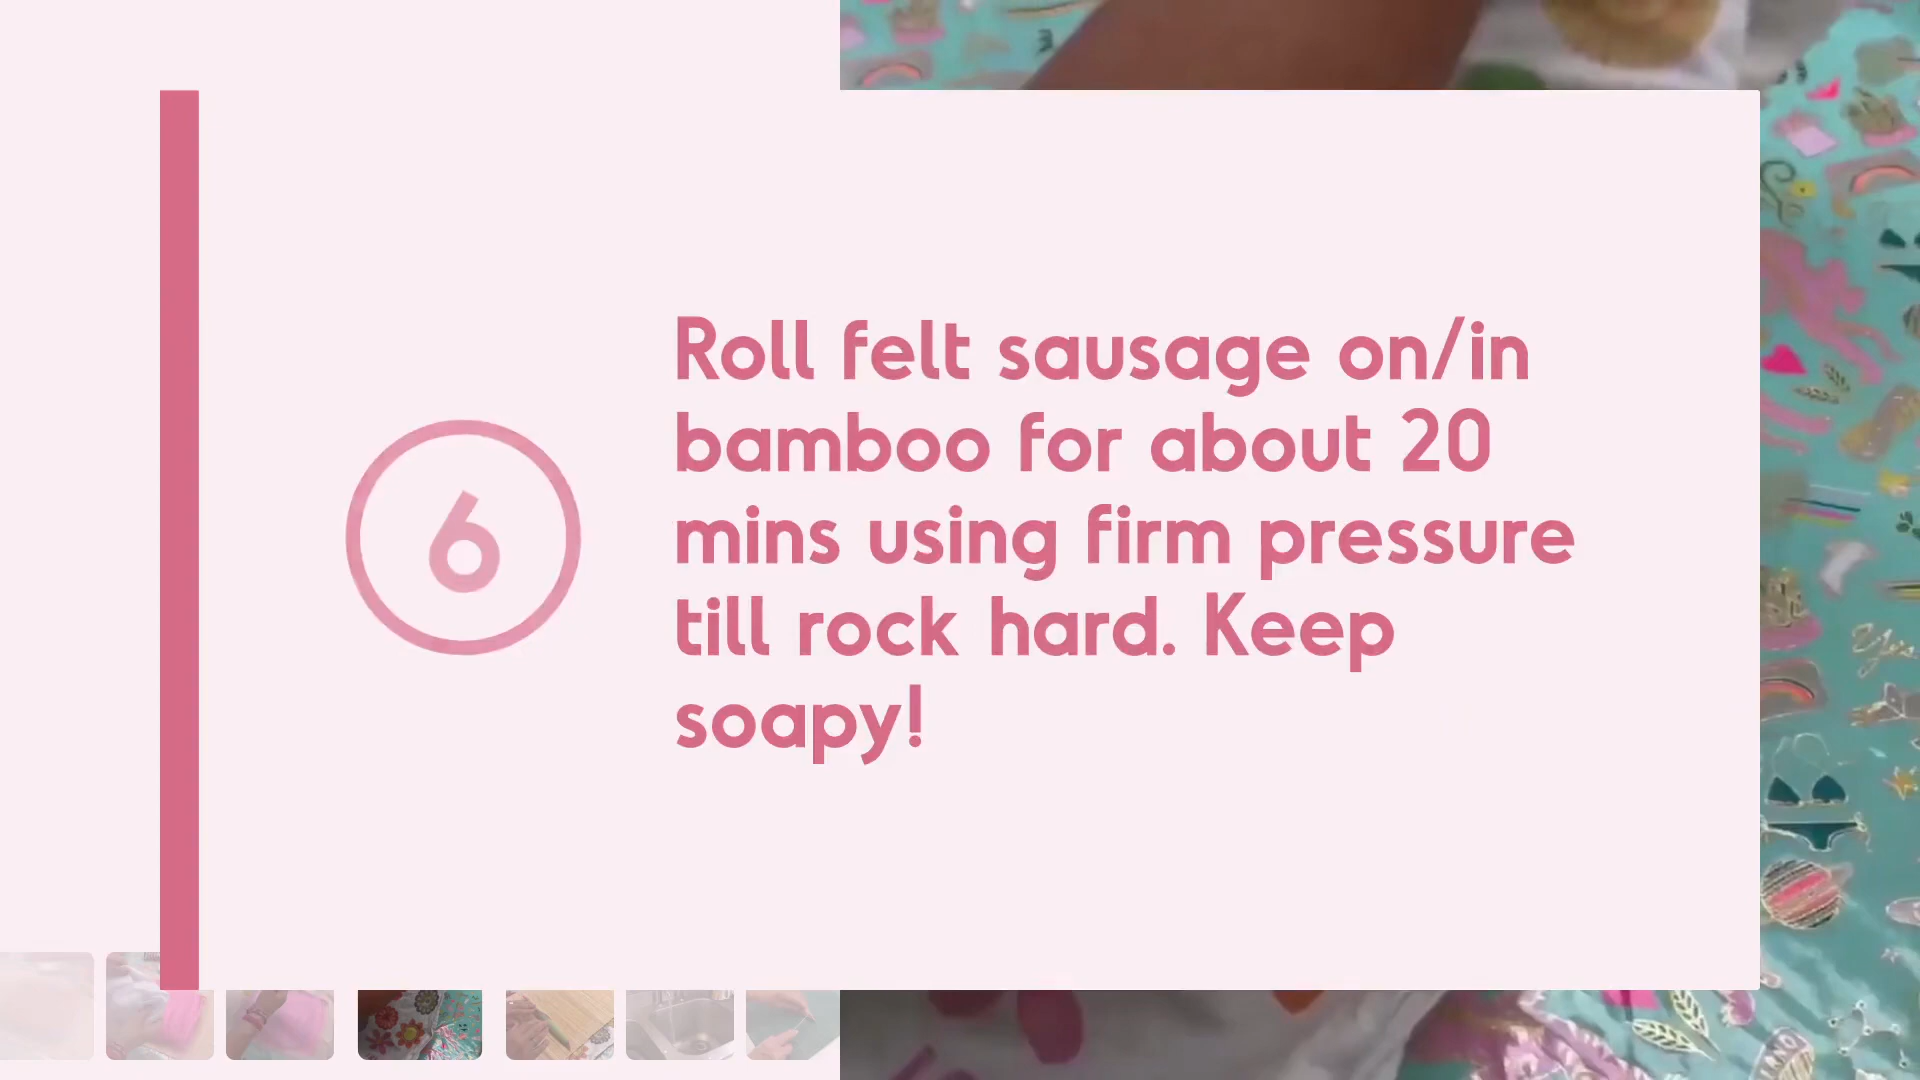 6
Roll felt sausage on/in
bamboo for about 20
mins using firm pressure
till rock hard. Keep
soapy!